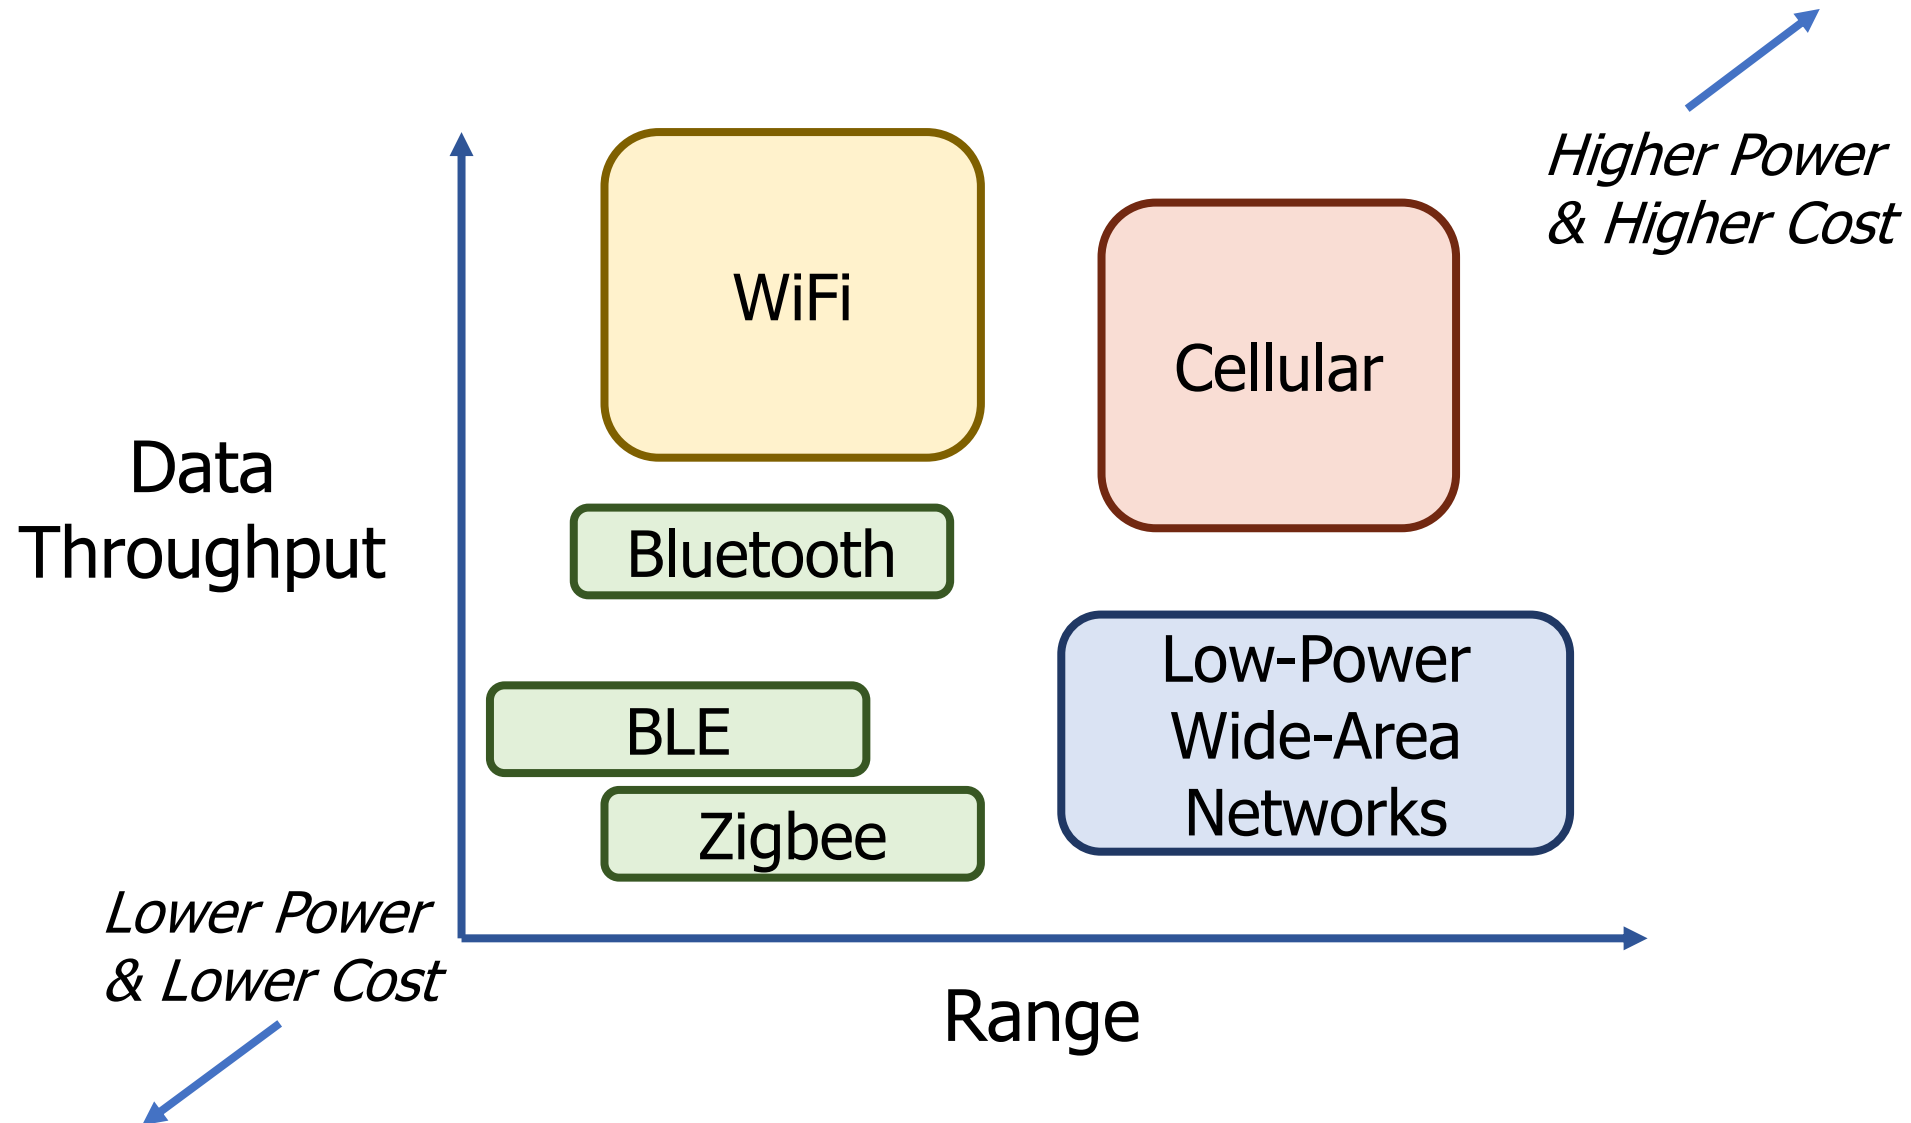 Higher Power
& Higher Cost
WiFi
Cellular
Data
Throughput
Bluetooth
Low-Power
Wide-Area
Networks
BLE
Zigbee
Lower Power
& Lower Cost
Range